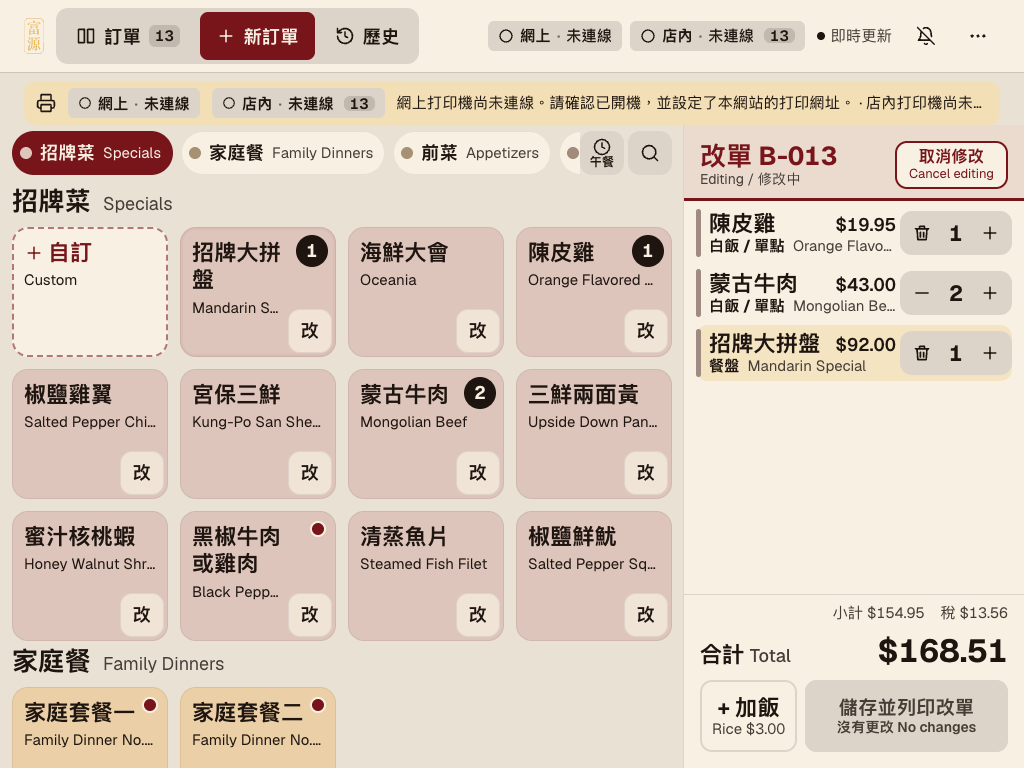 富源
訂單 13
+ 新訂單
歷史
網上 · 未連線
店內 · 未連線 13
即時更新
網上 · 未連線
店內 · 未連線 13
網上打印機尚未連線。請確認已開機，並設定了本網站的打印網址。 · 店內打印機尚未…
招牌菜 Specials
家庭餐 Family Dinners
前菜 Appetizers
午餐
招牌菜 Specials
+ 自訂
Custom
招牌大拼盤
1
Mandarin S…
改
海鮮大會
Oceania
改
陳皮雞
1
Orange Flavored …
改
椒鹽雞翼
Salted Pepper Chi…
改
宮保三鮮
Kung-Po San She…
改
蒙古牛肉
2
Mongolian Beef
改
三鮮兩面黃
Upside Down Pan…
改
蜜汁核桃蝦
Honey Walnut Shr…
改
黑椒牛肉或雞肉
Black Pepp…
改
清蒸魚片
Steamed Fish Filet
改
椒鹽鮮魷
Salted Pepper Sq…
改
家庭餐 Family Dinners
家庭套餐一
Family Dinner No.…
家庭套餐二
Family Dinner No.…
改單 B-013
Editing / 修改中
取消修改
Cancel editing
陳皮雞 $19.95
白飯 / 單點 Orange Flavo…
1 +
蒙古牛肉 $43.00
白飯 / 單點 Mongolian Be…
− 2 +
招牌大拼盤 $92.00
餐盤 Mandarin Special
1 +
小計 $154.95 稅 $13.56
合計 Total $168.51
+ 加飯
Rice $3.00
儲存並列印改單
沒有更改 No changes